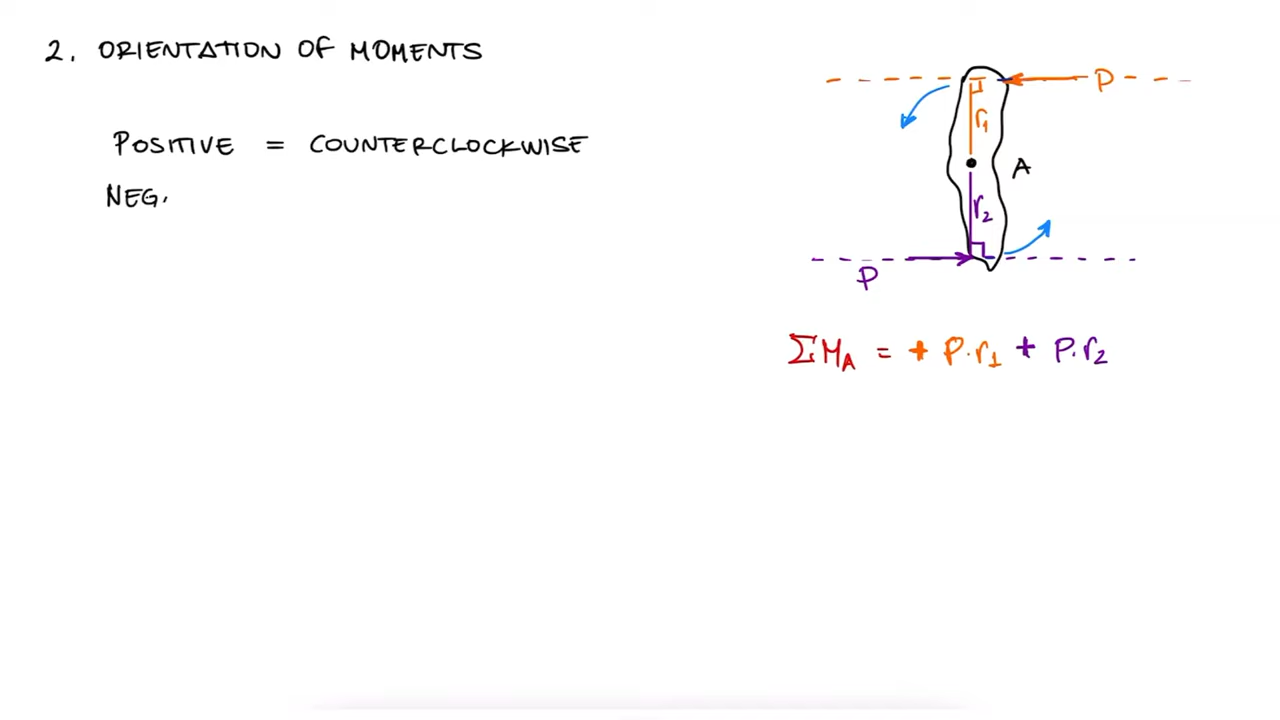 2. ORIENTATION OF MOMENTS
POSITIVE = COUNTERCLOCKWISE
NEG.
P
r1
A
r2
P
ΣMA = + P.r1 + P.r2